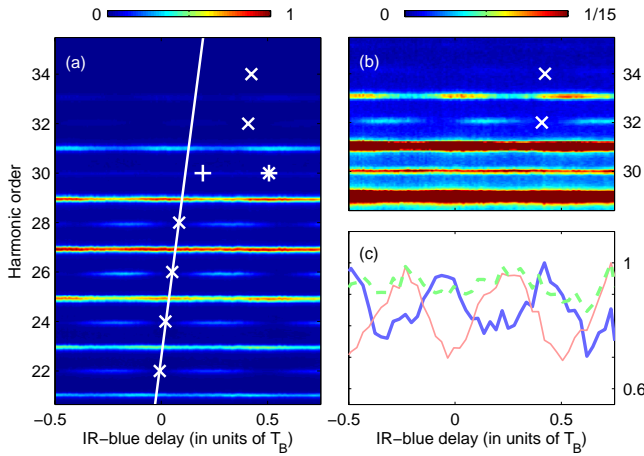 0 1
0 1/15
(a)
(b)
34
32
30
28
26
24
22
Harmonic order
34
32
30
(c)
1
0.6
−0.5 0 0.5
−0.5 0 0.5
IR−blue delay (in units of T_B)
IR−blue delay (in units of T_B)